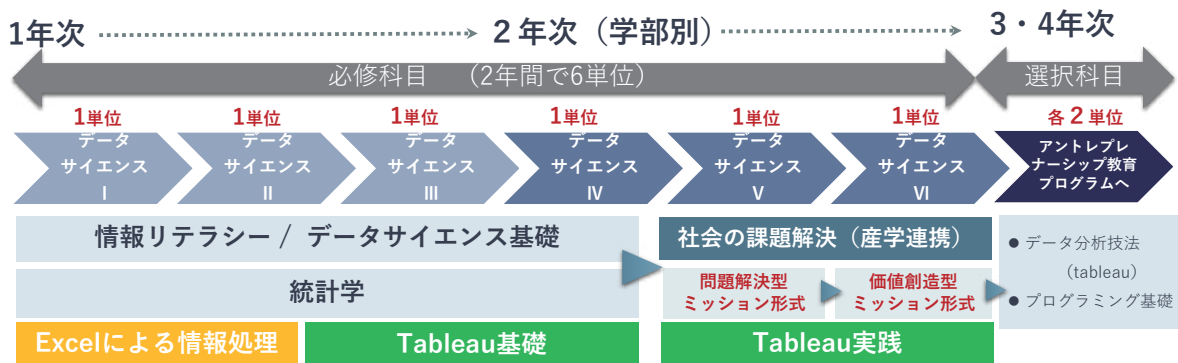 1年次
2年次（学部別）
3・4年次
必修科目　（2年間で6単位）
選択科目
1単位
1単位
1単位
1単位
1単位
1単位
各2単位
データ
サイエンス
I
データ
サイエンス
II
データ
サイエンス
III
データ
サイエンス
IV
データ
サイエンス
V
データ
サイエンス
VI
アントレプレ
ナーシップ教育
プログラムへ
情報リテラシー / データサイエンス基礎
統計学
社会の課題解決（産学連携）
問題解決型
ミッション形式
価値創造型
ミッション形式
● データ分析技法
（tableau）
● プログラミング基礎
Excelによる情報処理
Tableau基礎
Tableau実践